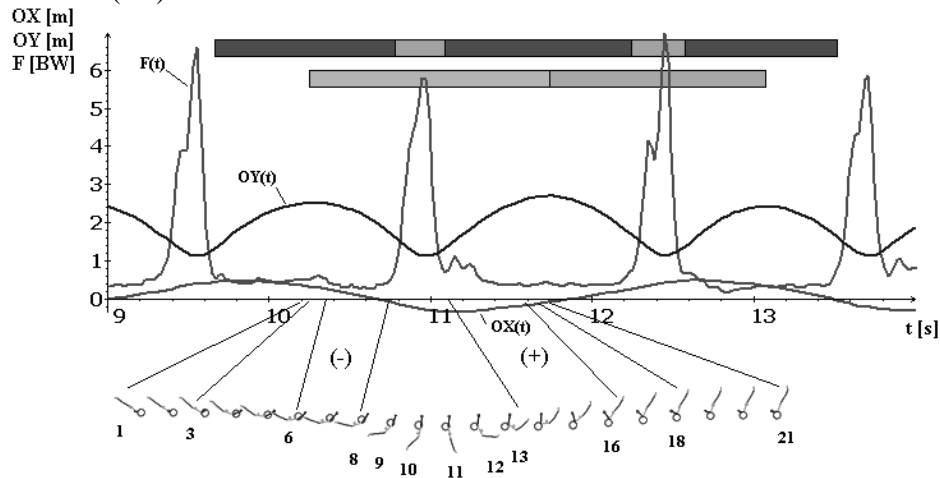 OX [m]
OY [m]
F [BW]
F(t)
6
5
4
3
2
1
0
OY(t)
OX(t)
9 10 11 12 13
t [s]
(-) (+)
1 3 6 8 9 10 11 12 13 16 18 21